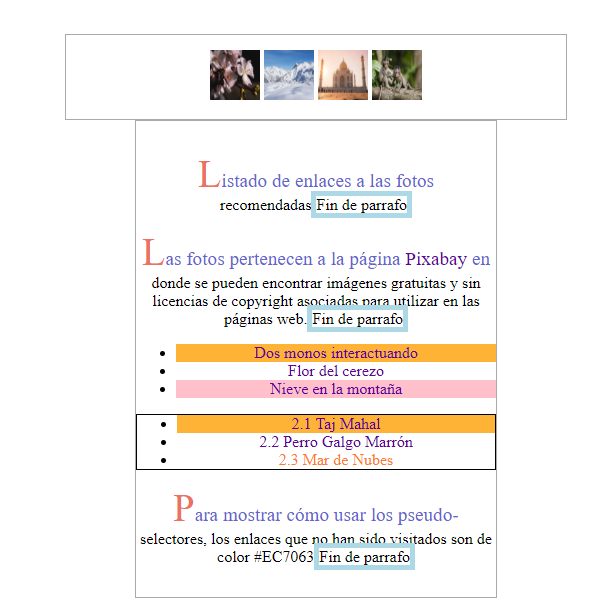 Listado de enlaces a las fotos
recomendadas Fin de parrafo
Las fotos pertenecen a la página Pixabay en
donde se pueden encontrar imágenes gratuitas y sin
licencias de copyright asociadas para utilizar en las
páginas web. Fin de parrafo
Dos monos interactuando
Flor del cerezo
Nieve en la montaña
2.1 Taj Mahal
2.2 Perro Galgo Marrón
2.3 Mar de Nubes
Para mostrar cómo usar los pseudo-
selectores, los enlaces que no han sido visitados son de
color #EC7063 Fin de parrafo